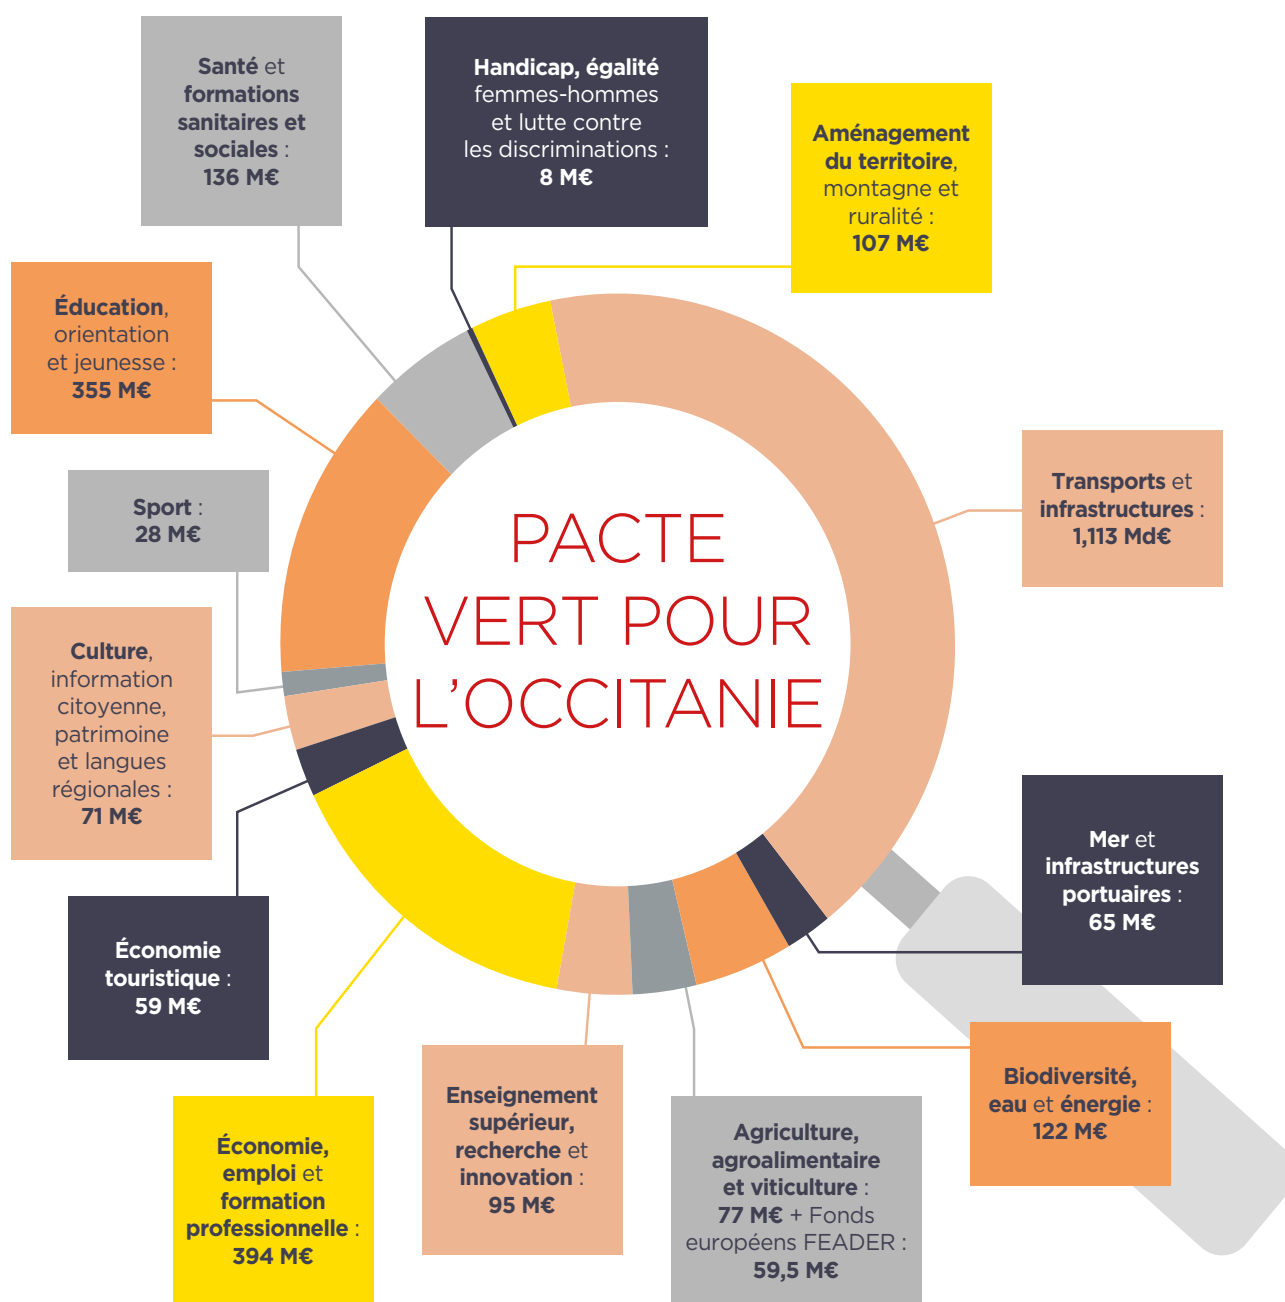 Santé et
formations
sanitaires et
sociales :
136 M€
Handicap, égalité
femmes-hommes
et lutte contre
les discriminations :
8 M€
Aménagement
du territoire,
montagne et
ruralité :
107 M€
Éducation,
orientation
et jeunesse :
355 M€
Sport :
28 M€
Culture,
information
citoyenne,
patrimoine
et langues
régionales :
71 M€
PACTE
VERT POUR
L'OCCITANIE
Transports et
infrastructures :
1,113 Md€
Mer et
infrastructures
portuaires :
65 M€
Économie
touristique :
59 M€
Économie,
emploi et
formation
professionnelle :
394 M€
Enseignement
supérieur,
recherche et
innovation :
95 M€
Agriculture,
agroalimentaire
et viticulture :
77 M€ + Fonds
européens FEADER :
59,5 M€
Biodiversité,
eau et énergie :
122 M€